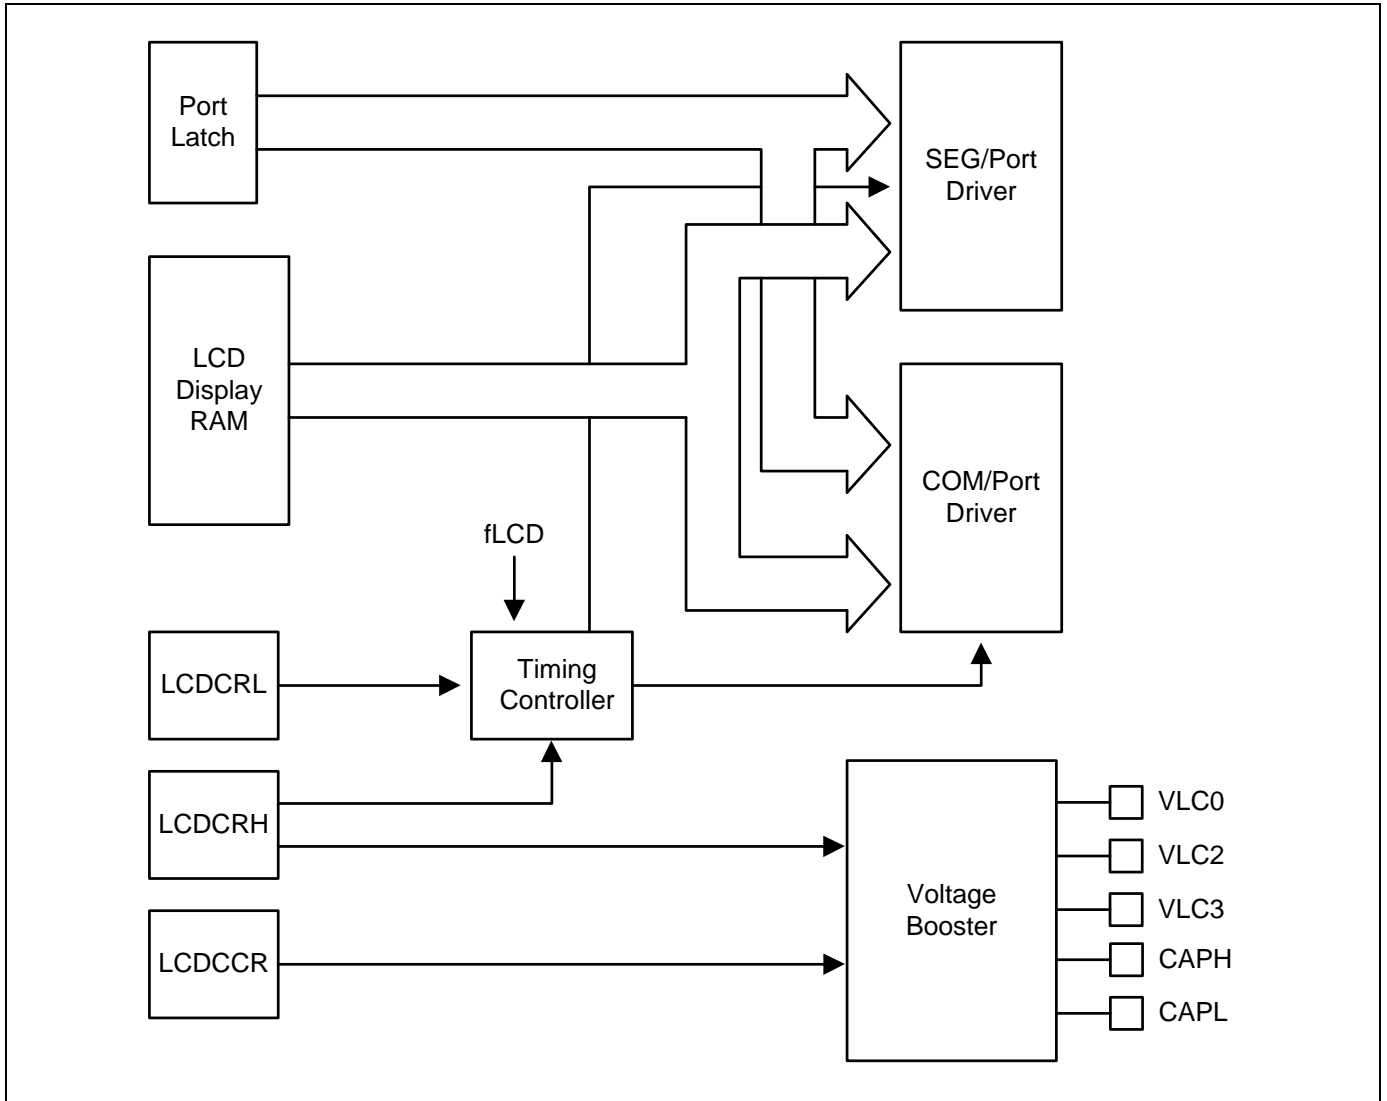 Port
Latch
SEG/Port
Driver
LCD
Display
RAM
COM/Port
Driver
fLCD
LCDCRL
Timing
Controller
LCDCRH
LCDCCR
Voltage
Booster
VLC0
VLC2
VLC3
CAPH
CAPL